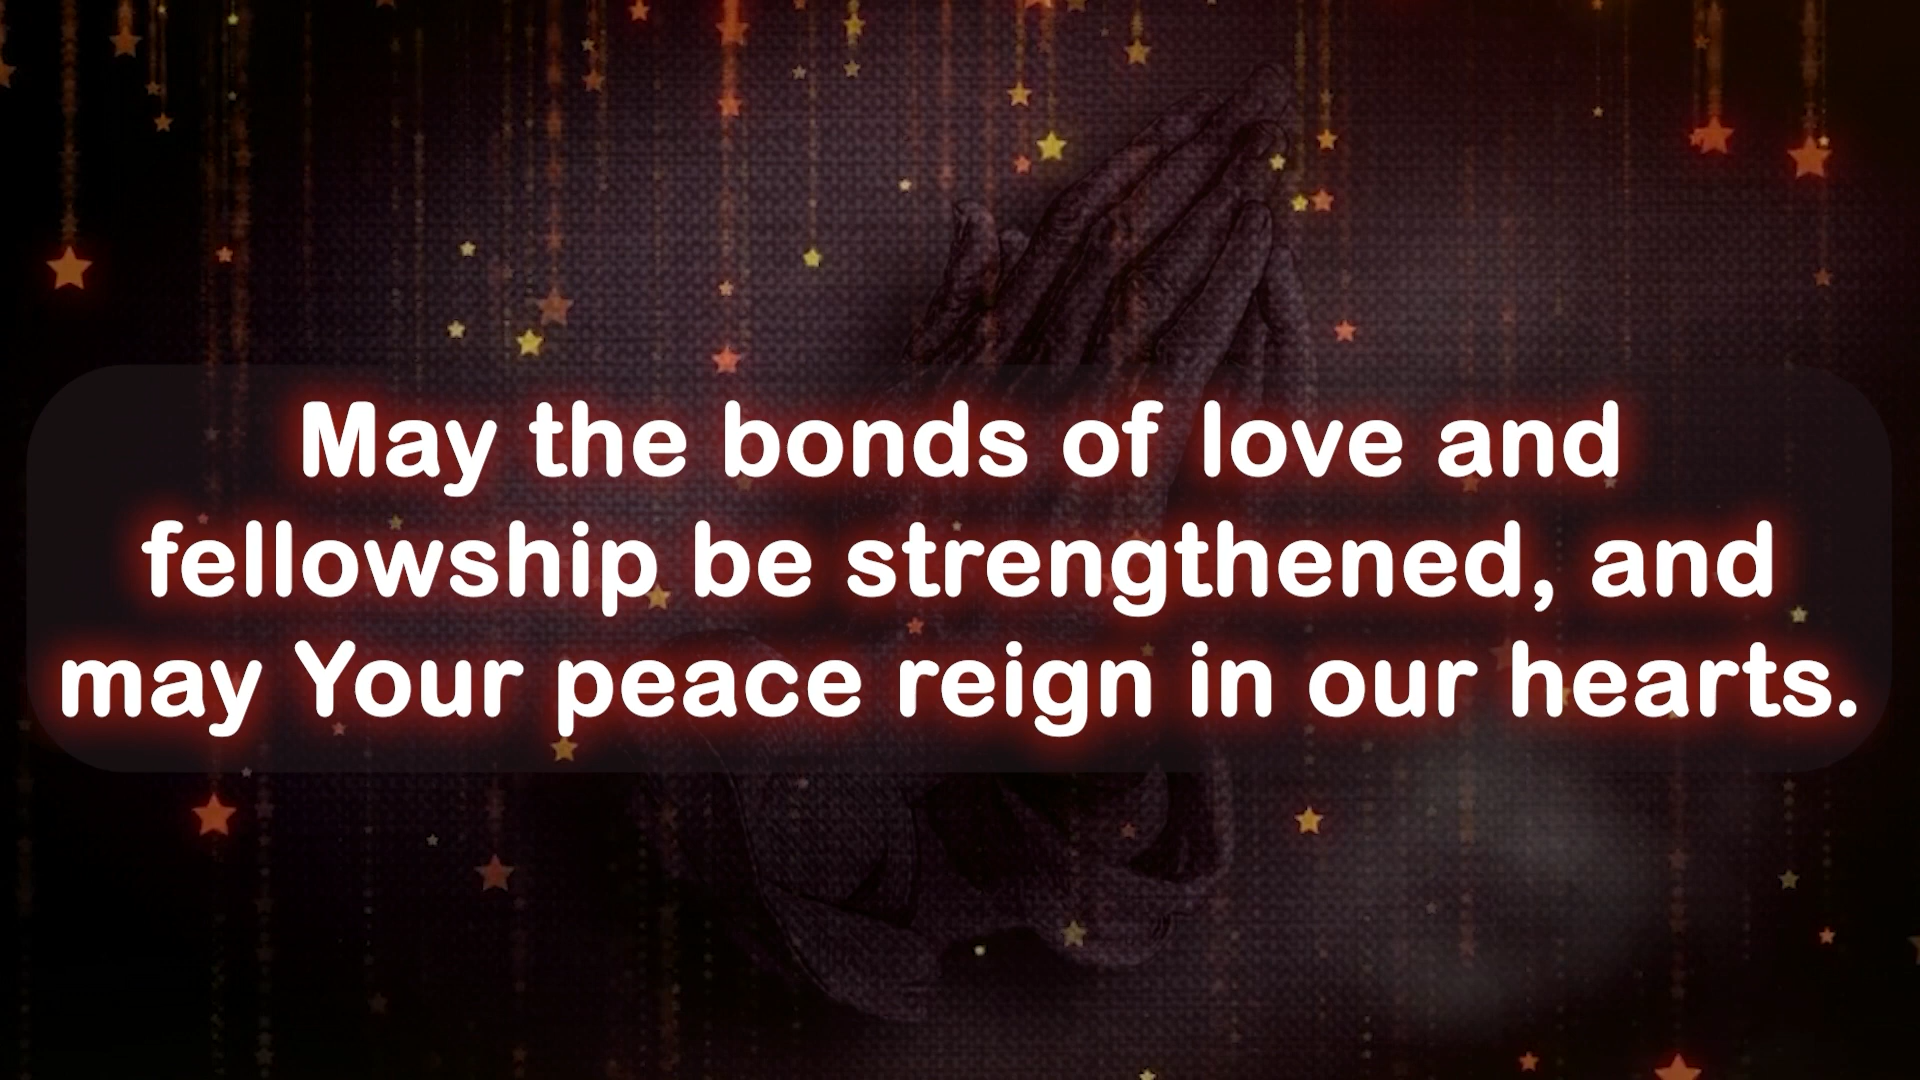 May the bonds of love and
fellowship be strengthened, and
may Your peace reign in our hearts.